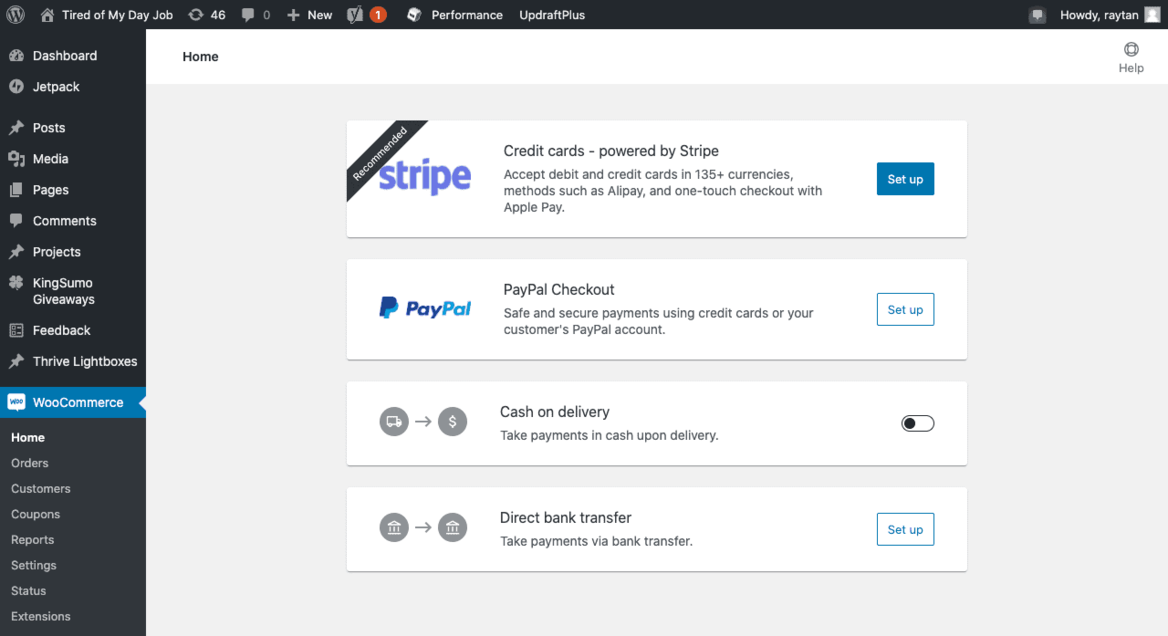 Tired of My Day Job
46
0
New
1
Performance
UpdraftPlus
Howdy, raytan
Dashboard
Jetpack
Posts
Media
Pages
Comments
Projects
KingSumo
Giveaways
Feedback
Thrive Lightboxes
Woo
WooCommerce
Home
Orders
Customers
Coupons
Reports
Settings
Status
Extensions
Home
Help
Recommended
stripe
Credit cards - powered by Stripe
Accept debit and credit cards in 135+ currencies,
methods such as Alipay, and one-touch checkout with
Apple Pay.
Set up
PayPal
PayPal Checkout
Safe and secure payments using credit cards or your
customer's PayPal account.
Set up
$
Cash on delivery
Take payments in cash upon delivery.
Direct bank transfer
Take payments via bank transfer.
Set up